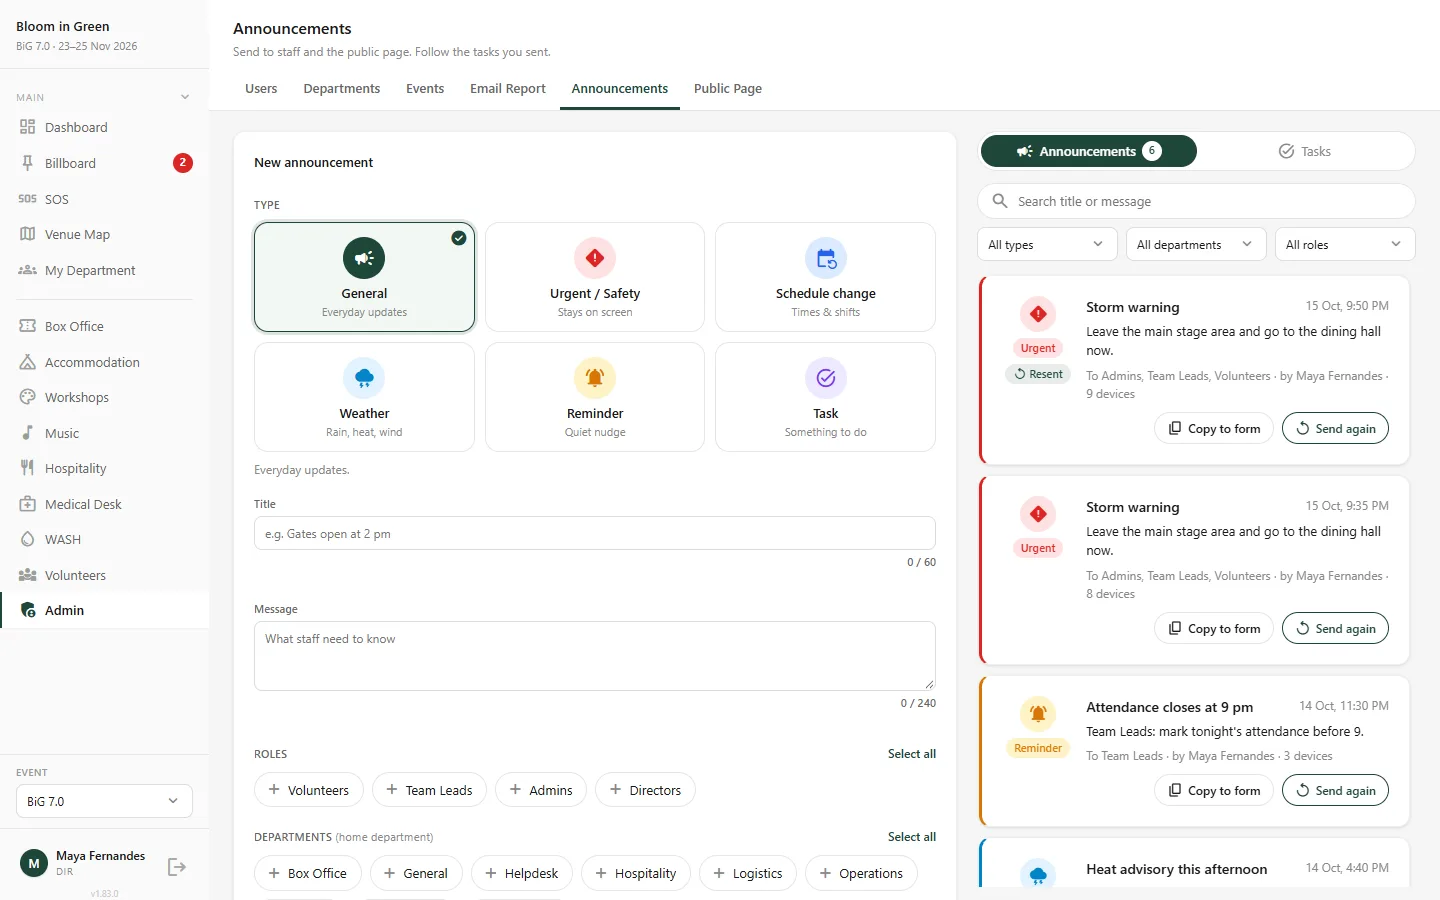 Bloom in Green
BiG 7.0 · 23–25 Nov 2026
MAIN
Dashboard
Billboard
2
SOS
SOS
Venue Map
My Department
Box Office
Accommodation
Workshops
Music
Hospitality
Medical Desk
WASH
Volunteers
Admin
EVENT
BiG 7.0
M
Maya Fernandes
DIR
v1.83.0
Announcements
Send to staff and the public page. Follow the tasks you sent.
Users
Departments
Events
Email Report
Announcements
Public Page
New announcement
TYPE
General
Everyday updates
Urgent / Safety
Stays on screen
Schedule change
Times & shifts
Weather
Rain, heat, wind
Reminder
Quiet nudge
Task
Something to do
Everyday updates.
Title
e.g. Gates open at 2 pm
0 / 60
Message
What staff need to know
0 / 240
ROLES
Select all
+ Volunteers
+ Team Leads
+ Admins
+ Directors
DEPARTMENTS (home department)
Select all
+ Box Office
+ General
+ Helpdesk
+ Hospitality
+ Logistics
+ Operations
Announcements 6
Tasks
Search title or message
All types
All departments
All roles
Storm warning
15 Oct, 9:50 PM
Urgent
Resent
Leave the main stage area and go to the dining hall
now.
To Admins, Team Leads, Volunteers · by Maya Fernandes ·
9 devices
Copy to form
Send again
Storm warning
15 Oct, 9:35 PM
Urgent
Leave the main stage area and go to the dining hall
now.
To Admins, Team Leads, Volunteers · by Maya Fernandes ·
8 devices
Copy to form
Send again
Attendance closes at 9 pm
14 Oct, 11:30 PM
Reminder
Team Leads: mark tonight's attendance before 9.
To Team Leads · by Maya Fernandes · 3 devices
Copy to form
Send again
Heat advisory this afternoon
14 Oct, 4:40 PM